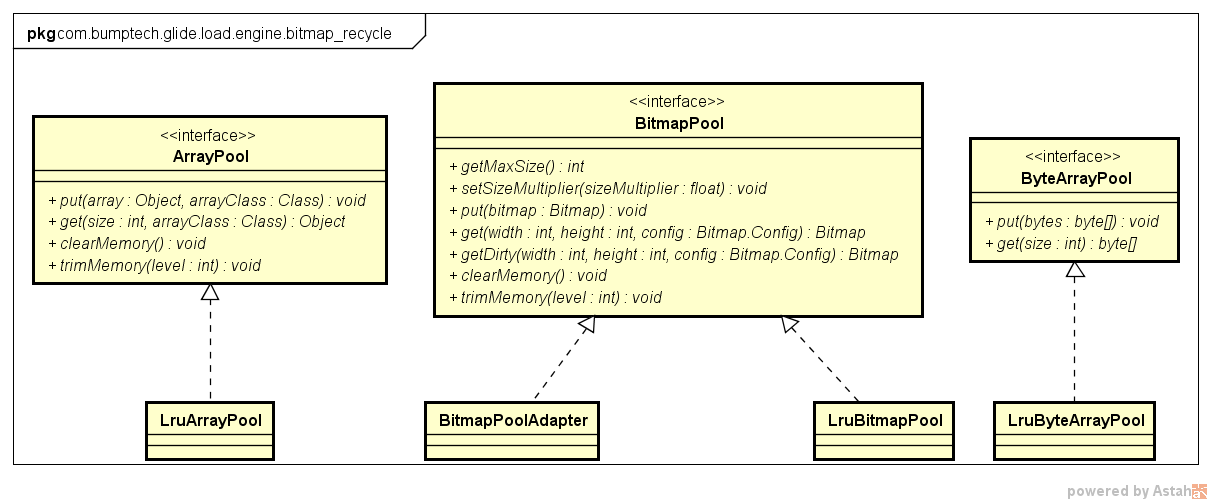 pkg com.bumptech.glide.load.engine.bitmap_recycle
<<interface>>
ArrayPool
+ put(array : Object, arrayClass : Class) : void
+ get(size : int, arrayClass : Class) : Object
+ clearMemory() : void
+ trimMemory(level : int) : void
<<interface>>
BitmapPool
+ getMaxSize() : int
+ setSizeMultiplier(sizeMultiplier : float) : void
+ put(bitmap : Bitmap) : void
+ get(width : int, height : int, config : Bitmap.Config) : Bitmap
+ getDirty(width : int, height : int, config : Bitmap.Config) : Bitmap
+ clearMemory() : void
+ trimMemory(level : int) : void
<<interface>>
ByteArrayPool
+ put(bytes : byte[]) : void
+ get(size : int) : byte[]
LruArrayPool
BitmapPoolAdapter
LruBitmapPool
LruByteArrayPool
powered by Astah